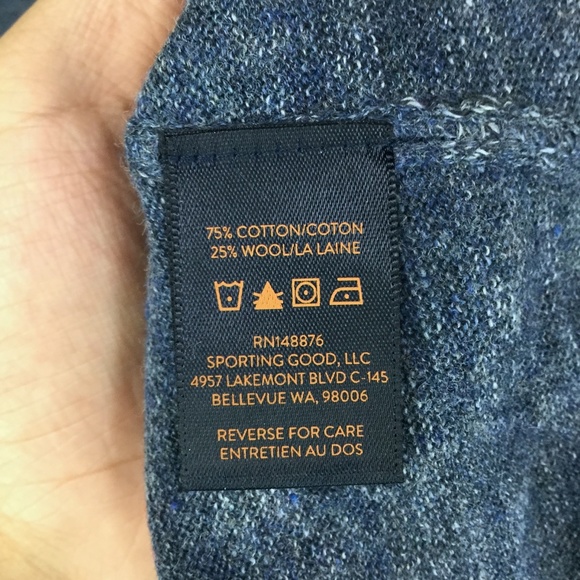 75% COTTON/COTON
25% WOOL/LA LAINE
RN148876
SPORTING GOOD, LLC
4957 LAKEMONT BLVD C-145
BELLEVUE WA, 98006
REVERSE FOR CARE
ENTRETIEN AU DOS